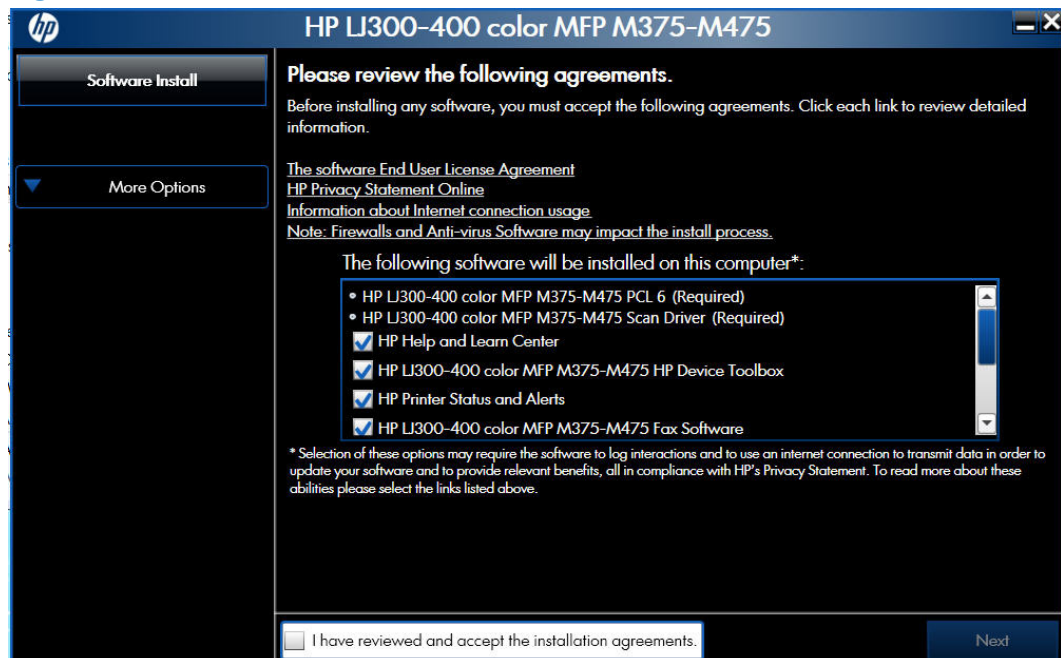 hp
HP LJ300-400 color MFP M375-M475
Software Install
More Options
Please review the following agreements.
Before installing any software, you must accept the following agreements. Click each link to review detailed
information.
The software End User License Agreement
HP Privacy Statement Online
Information about Internet connection usage
Note: Firewalls and Anti-virus Software may impact the install process.
The following software will be installed on this computer*:
• HP LJ300-400 color MFP M375-M475 PCL 6 (Required)
• HP LJ300-400 color MFP M375-M475 Scan Driver (Required)
HP Help and Learn Center
HP LJ300-400 color MFP M375-M475 HP Device Toolbox
HP Printer Status and Alerts
HP LJ300-400 color MFP M375-M475 Fax Software
* Selection of these options may require the software to log interactions and to use an internet connection to transmit data in order to
update your software and to provide relevant benefits, all in compliance with HP's Privacy Statement. To read more about these
abilities please select the links listed above.
I have reviewed and accept the installation agreements.
Next